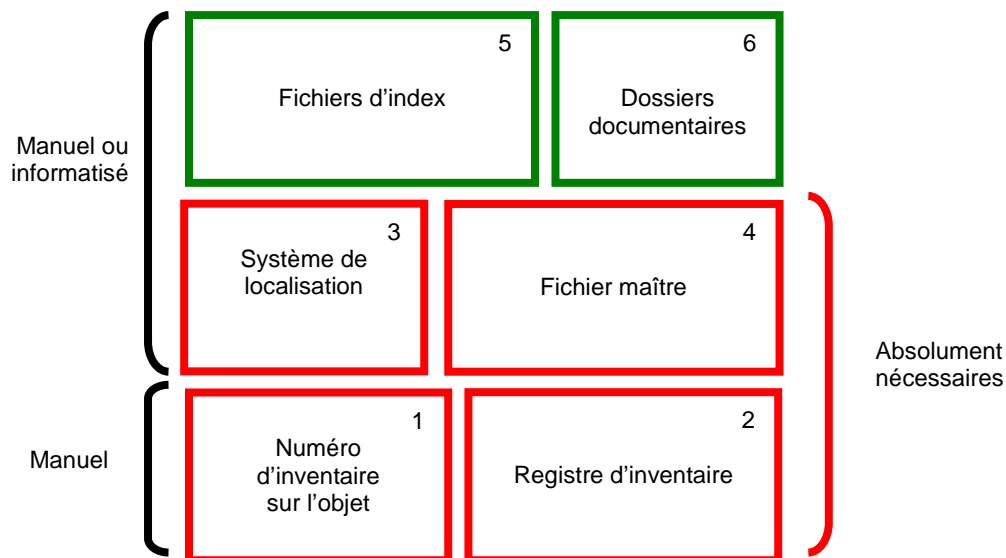 5
Fichiers d’index
6
Dossiers
documentaires
Manuel ou
informatisé
3
Système de
localisation
4
Fichier maître
Absolument
nécessaires
1
Numéro
d’inventaire
sur l’objet
2
Registre d’inventaire
Manuel